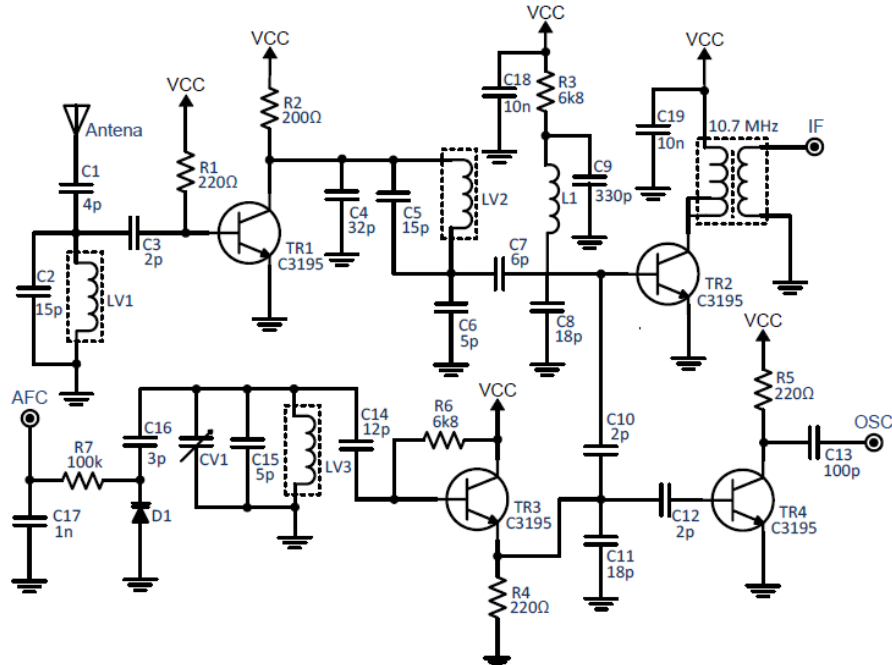 VCC
VCC
VCC
VCC
Antena
C1
4p
R1
220Ω
R2
200Ω
C18
10n
R3
6k8
C19
10n
10.7 MHz
IF
C3
2p
C2
15p
LV1
TR1
C3195
C4
32p
C5
15p
LV2
L1
C9
330p
C7
6p
C6
5p
C8
18p
TR2
C3195
VCC
AFC
R7
100k
C17
1n
C16
3p
D1
CV1
C15
5p
LV3
C14
12p
R6
6k8
VCC
TR3
C3195
R4
220Ω
C10
2p
C11
18p
C12
2p
R5
220Ω
TR4
C3195
C13
100p
OSC